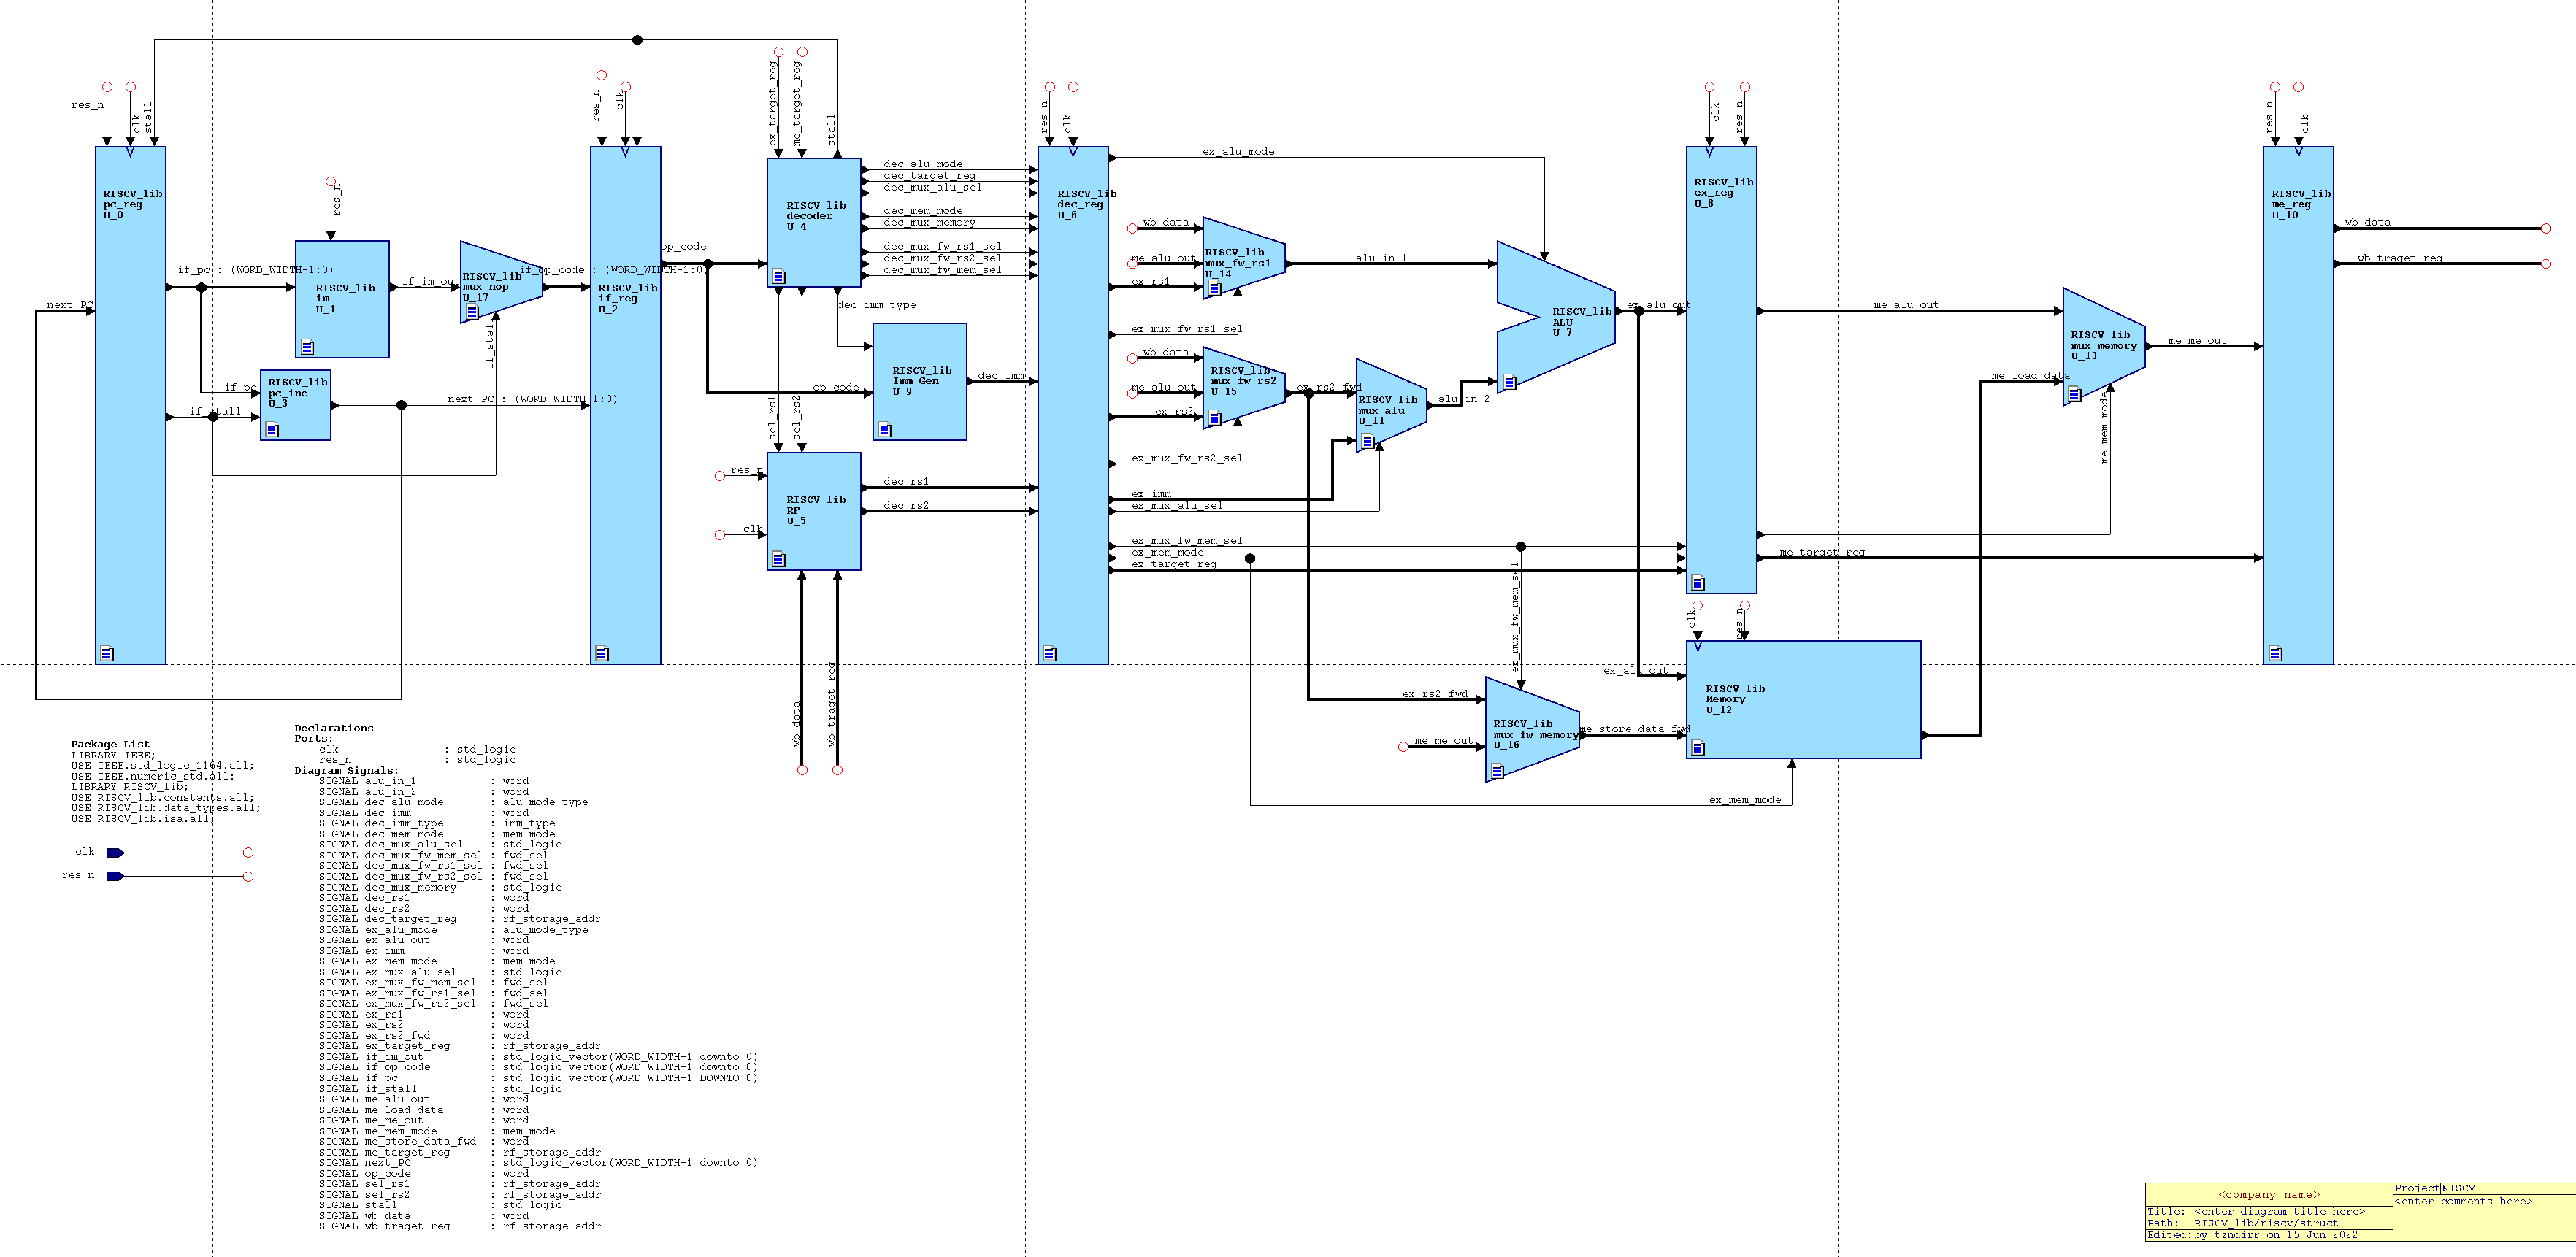 res_n
clk
stall
RISCV_lib
pc_reg
U_0
next_PC
if_pc : (WORD_WIDTH-1:0)
if_pc
if_stall
res_n
RISCV_lib
im
U_1
if_im_out
RISCV_lib
pc_inc
U_3
next_PC : (WORD_WIDTH-1:0)
RISCV_lib
mux_nop
U_17
if_stall
if_op_code : (WORD_WIDTH-1:0)
res_n
clk
RISCV_lib
if_reg
U_2
op_code
op_code
ex_target_reg
me_target_reg
stall
RISCV_lib
decoder
U_4
dec_alu_mode
dec_target_reg
dec_mux_alu_sel
dec_mem_mode
dec_mux_memory
dec_mux_fw_rs1_sel
dec_mux_fw_rs2_sel
dec_mux_fw_mem_sel
dec_imm_type
RISCV_lib
Imm_Gen
U_9
dec_imm
sel_rs1
sel_rs2
res_n
clk
RISCV_lib
RF
U_5
dec_rs1
dec_rs2
wb_data
wb_traget_reg
res_n
clk
RISCV_lib
dec_reg
U_6
ex_alu_mode
wb_data
me_alu_out
ex_rs1
ex_mux_fw_rs1_sel
RISCV_lib
mux_fw_rs1
U_14
alu_in_1
wb_data
me_alu_out
ex_rs2
ex_mux_fw_rs2_sel
RISCV_lib
mux_fw_rs2
U_15
ex_rs2_fwd
RISCV_lib
mux_alu
U_11
alu_in_2
ex_imm
ex_mux_alu_sel
ex_mux_fw_mem_sel
ex_mem_mode
ex_target_reg
RISCV_lib
ALU
U_7
ex_alu_out
ex_mux_fw_mem_sel
ex_rs2_fwd
me_me_out
RISCV_lib
mux_fw_memory
U_16
me_store_data_fwd
ex_alu_out
ex_mem_mode
clk
res_n
RISCV_lib
ex_reg
U_8
clk
res_n
RISCV_lib
Memory
U_12
me_alu_out
me_load_data
me_mem_mode
me_target_reg
RISCV_lib
mux_memory
U_13
me_me_out
res_n
clk
RISCV_lib
me_reg
U_10
wb_data
wb_traget_reg
Package List
LIBRARY IEEE;
USE IEEE.std_logic_1164.all;
USE IEEE.numeric_std.all;
LIBRARY RISCV_lib;
USE RISCV_lib.constants.all;
USE RISCV_lib.data_types.all;
USE RISCV_lib.isa.all;
clk
res_n
Declarations
Ports:
clk : std_logic
res_n : std_logic
Diagram Signals:
SIGNAL alu_in_1 : word
SIGNAL alu_in_2 : word
SIGNAL dec_alu_mode : alu_mode_type
SIGNAL dec_imm : word
SIGNAL dec_imm_type : imm_type
SIGNAL dec_mem_mode : mem_mode
SIGNAL dec_mux_alu_sel : std_logic
SIGNAL dec_mux_fw_mem_sel : fwd_sel
SIGNAL dec_mux_fw_rs1_sel : fwd_sel
SIGNAL dec_mux_fw_rs2_sel : fwd_sel
SIGNAL dec_mux_memory : std_logic
SIGNAL dec_rs1 : word
SIGNAL dec_rs2 : word
SIGNAL dec_target_reg : rf_storage_addr
SIGNAL ex_alu_mode : alu_mode_type
SIGNAL ex_alu_out : word
SIGNAL ex_imm : word
SIGNAL ex_mem_mode : mem_mode
SIGNAL ex_mux_alu_sel : std_logic
SIGNAL ex_mux_fw_mem_sel : fwd_sel
SIGNAL ex_mux_fw_rs1_sel : fwd_sel
SIGNAL ex_mux_fw_rs2_sel : fwd_sel
SIGNAL ex_rs1 : word
SIGNAL ex_rs2 : word
SIGNAL ex_rs2_fwd : word
SIGNAL ex_target_reg : rf_storage_addr
SIGNAL if_im_out : std_logic_vector(WORD_WIDTH-1 downto 0)
SIGNAL if_op_code : std_logic_vector(WORD_WIDTH-1 downto 0)
SIGNAL if_pc : std_logic_vector(WORD_WIDTH-1 DOWNTO 0)
SIGNAL if_stall : std_logic
SIGNAL me_alu_out : word
SIGNAL me_load_data : word
SIGNAL me_me_out : word
SIGNAL me_mem_mode : mem_mode
SIGNAL me_store_data_fwd : word
SIGNAL me_target_reg : rf_storage_addr
SIGNAL next_PC : std_logic_vector(WORD_WIDTH-1 downto 0)
SIGNAL op_code : word
SIGNAL sel_rs1 : rf_storage_addr
SIGNAL sel_rs2 : rf_storage_addr
SIGNAL stall : std_logic
SIGNAL wb_data : word
SIGNAL wb_traget_reg : rf_storage_addr
<company name>
Project RISCV
<enter comments here>
Title: <enter diagram title here>
Path: RISCV_lib/riscv/struct
Edited: by tzndirr on 15 Jun 2022